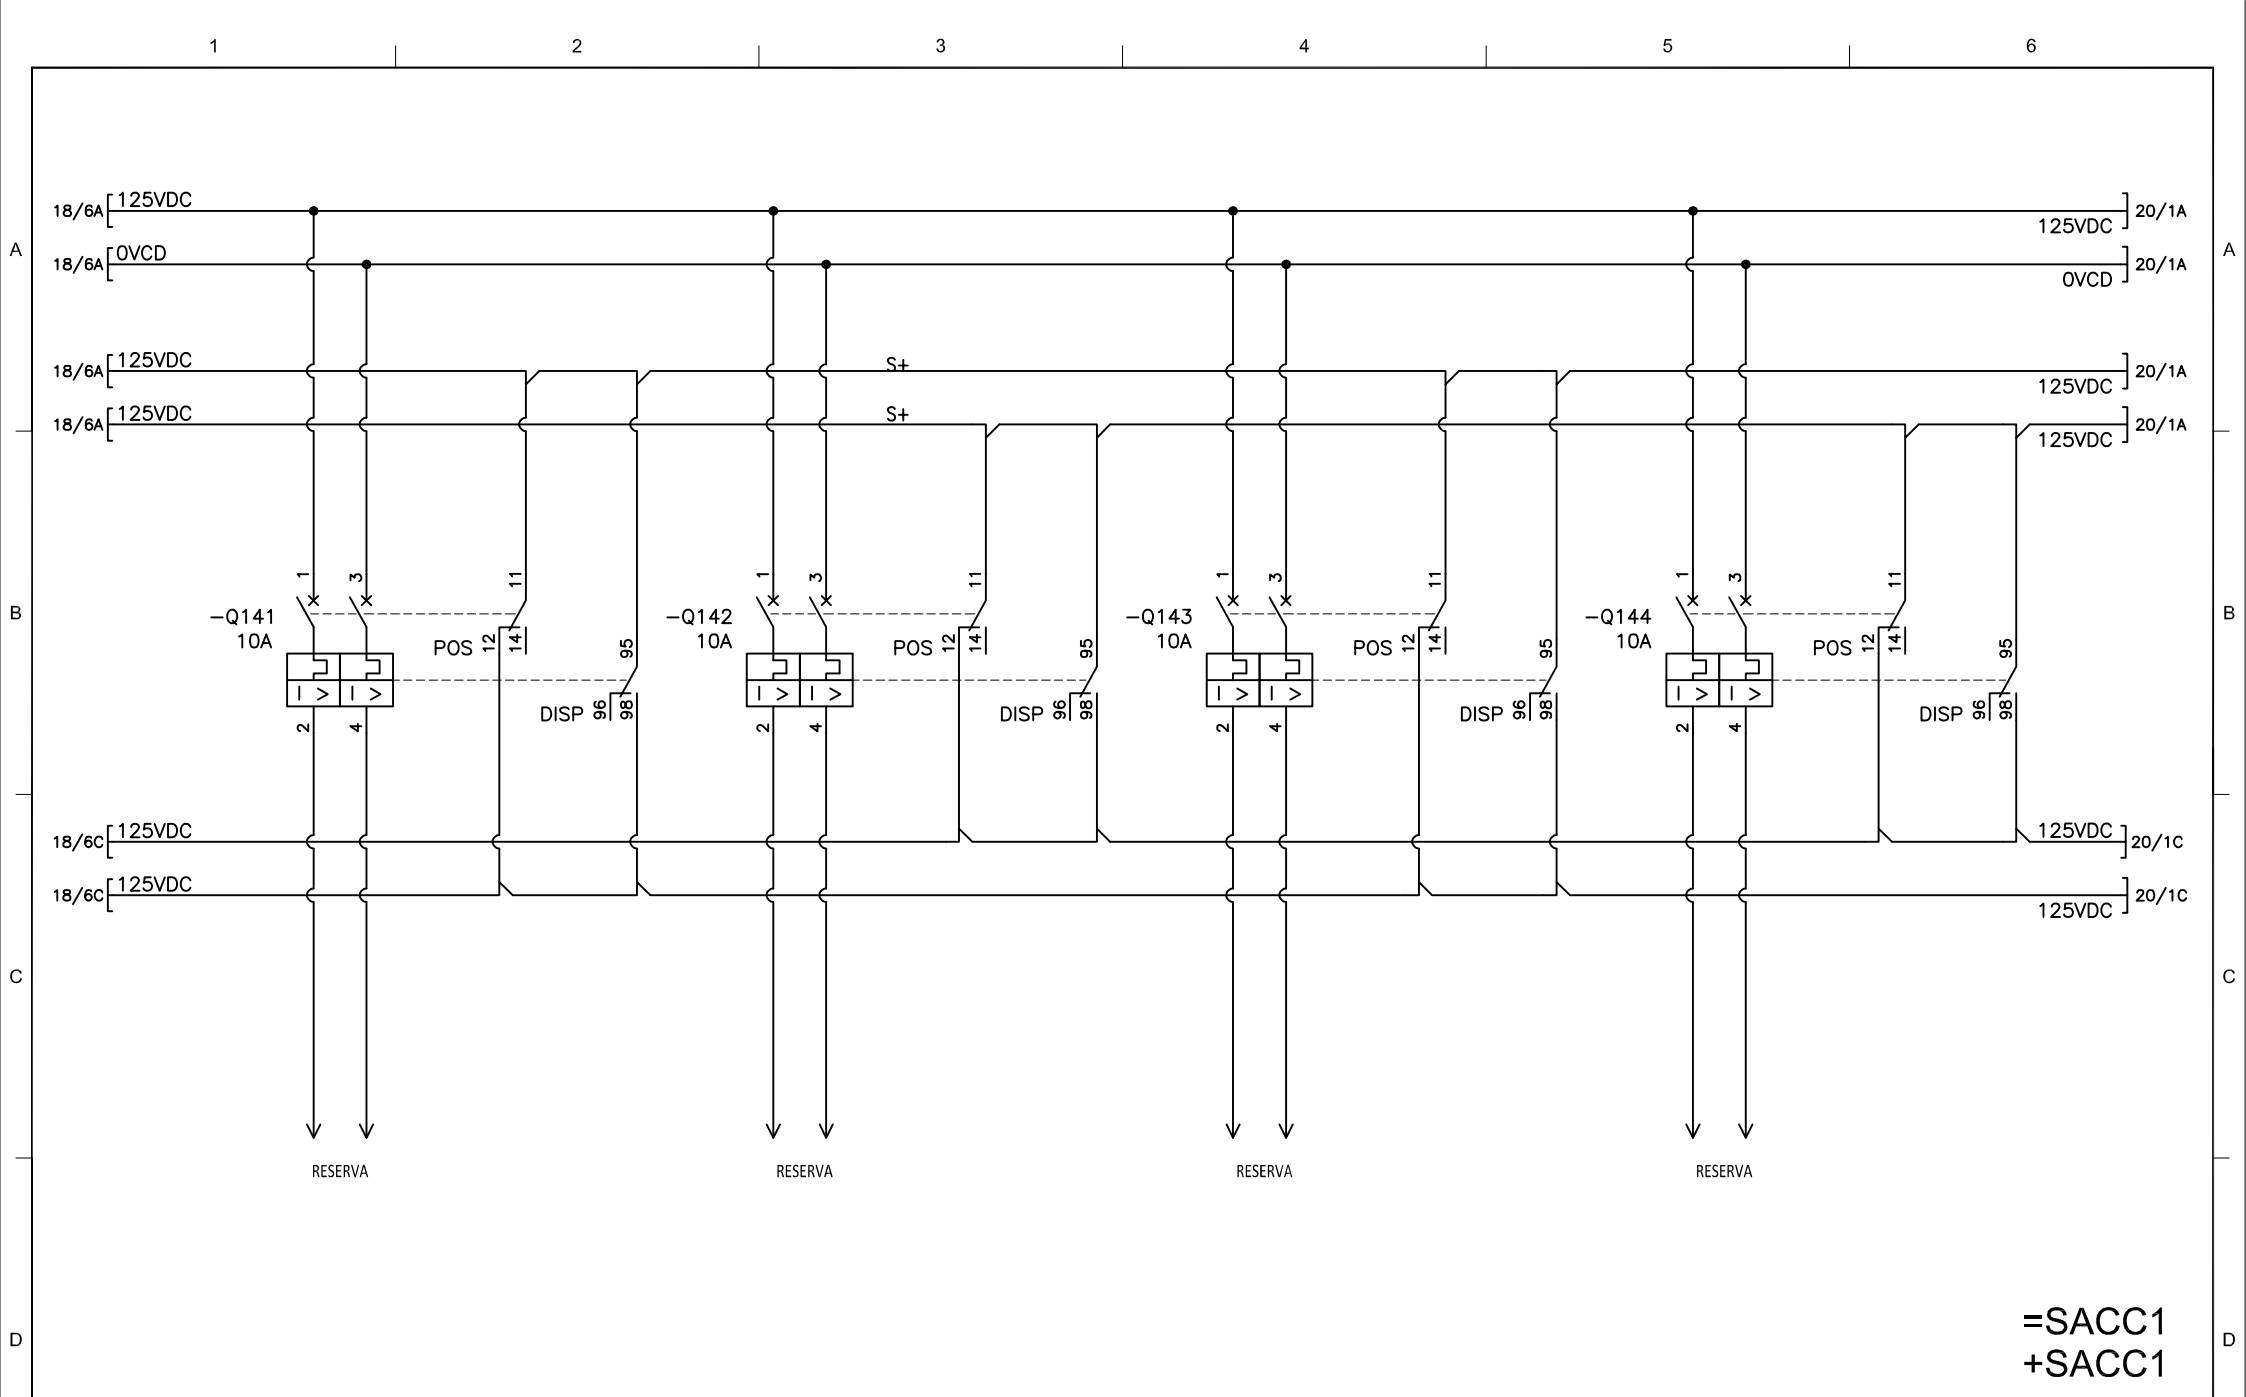 1 2 3 4 5 6
18/6A 125VDC 125VDC 20/1A
A 18/6A 0VCD 0VCD 20/1A A
18/6A 125VDC S+ 125VDC 20/1A
18/6A 125VDC S+ 125VDC 20/1A
1 3 11 1 3 11 1 3 11 1 3 11
B -Q141 -Q142 -Q143 -Q144 B
10A 10A 10A 10A
POS 12 14 95 POS 12 14 95 POS 12 14 95 POS 12 14 95
I > I > I > I > I > I > I > I >
DISP 96 98 DISP 96 98 DISP 96 98 DISP 96 98
2 4 2 4 2 4 2 4
18/6C 125VDC 125VDC 20/1C
18/6C 125VDC 125VDC 20/1C
C C
RESERVA RESERVA RESERVA RESERVA
=SACC1
D D
+SACC1